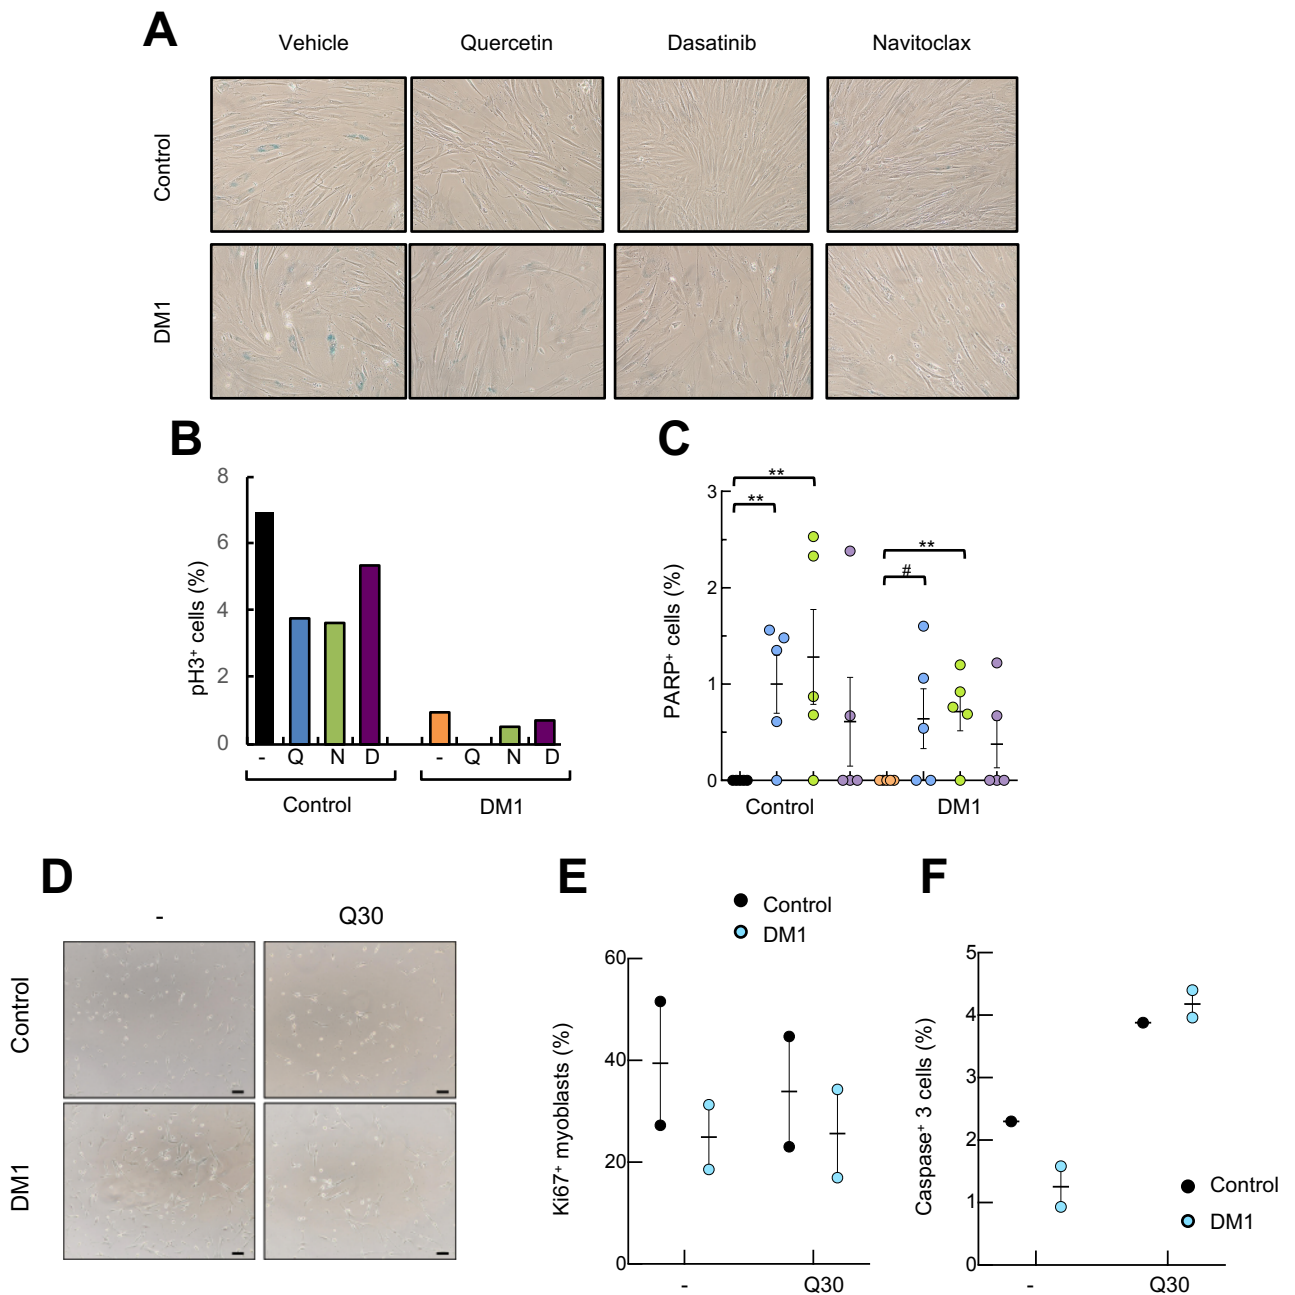 A
Vehicle Quercetin Dasatinib Navitoclax
Control
DM1
B
pH3⁺ cells (%)
8
6
4
2
0
- Q N D - Q N D
Control DM1
C
PARP⁺ cells (%)
3
2
1
0
**
**
**
#
Control DM1
D
- Q30
Control
DM1
E
Control
DM1
Ki67⁺ myoblasts (%)
60
40
20
0
- Q30
F
Caspase⁺ 3 cells (%)
5
4
3
2
1
0
Control
DM1
- Q30